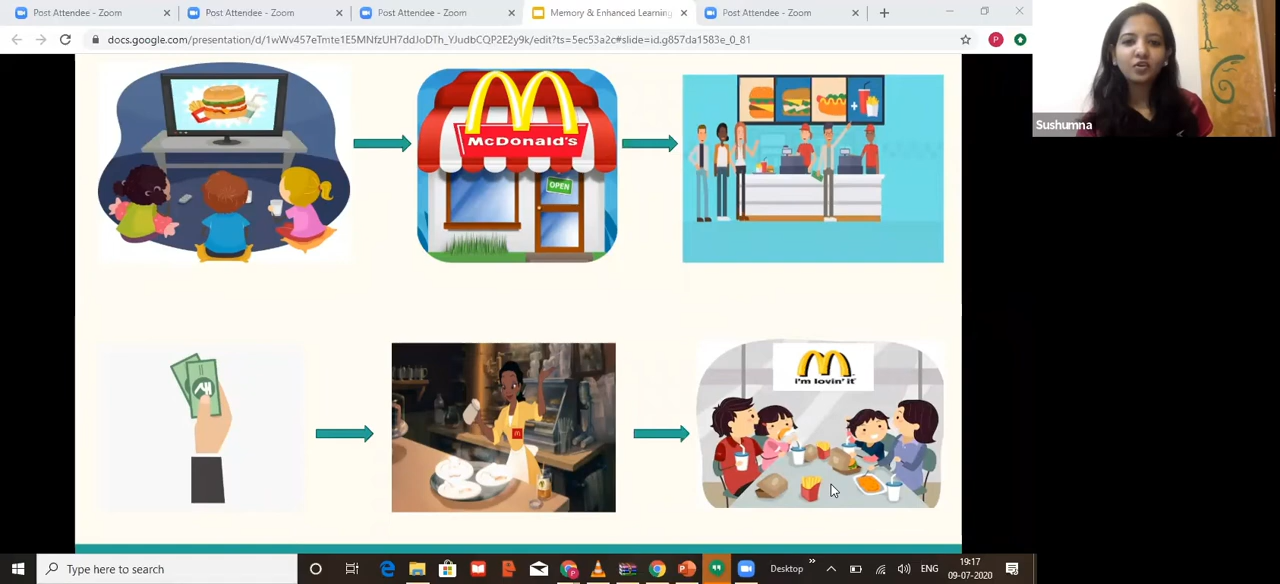 Post Attendee - Zoom
Post Attendee - Zoom
Post Attendee - Zoom
Memory & Enhanced Learning
Post Attendee - Zoom
docs.google.com/presentation/d/1wWv457eTmte1E5MNfzUH7ddJoDTh_YJudbCQP2E2y9k/edit?ts=5ec53a2c#slide=id.g857da1583e_0_81
P
Sushumna
McDonald's
OPEN
i'm lovin' it
Type here to search
Desktop
ENG
19:17
09-07-2020